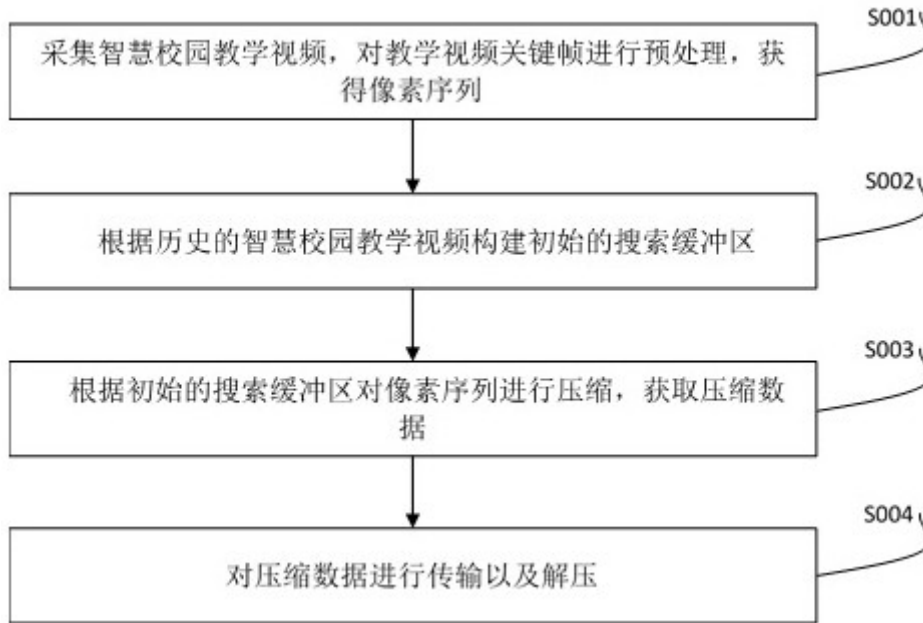 S001
采集智慧校园教学视频，对教学视频关键帧进行预处理，获
得像素序列
S002
根据历史的智慧校园教学视频构建初始的搜索缓冲区
S003
根据初始的搜索缓冲区对像素序列进行压缩，获取压缩数
据
S004
对压缩数据进行传输以及解压